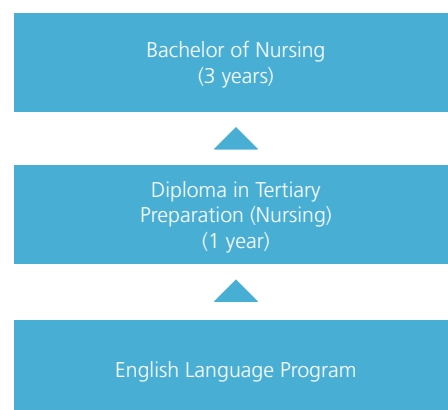 Bachelor of Nursing
(3 years)
Diploma in Tertiary
Preparation (Nursing)
(1 year)
English Language Program